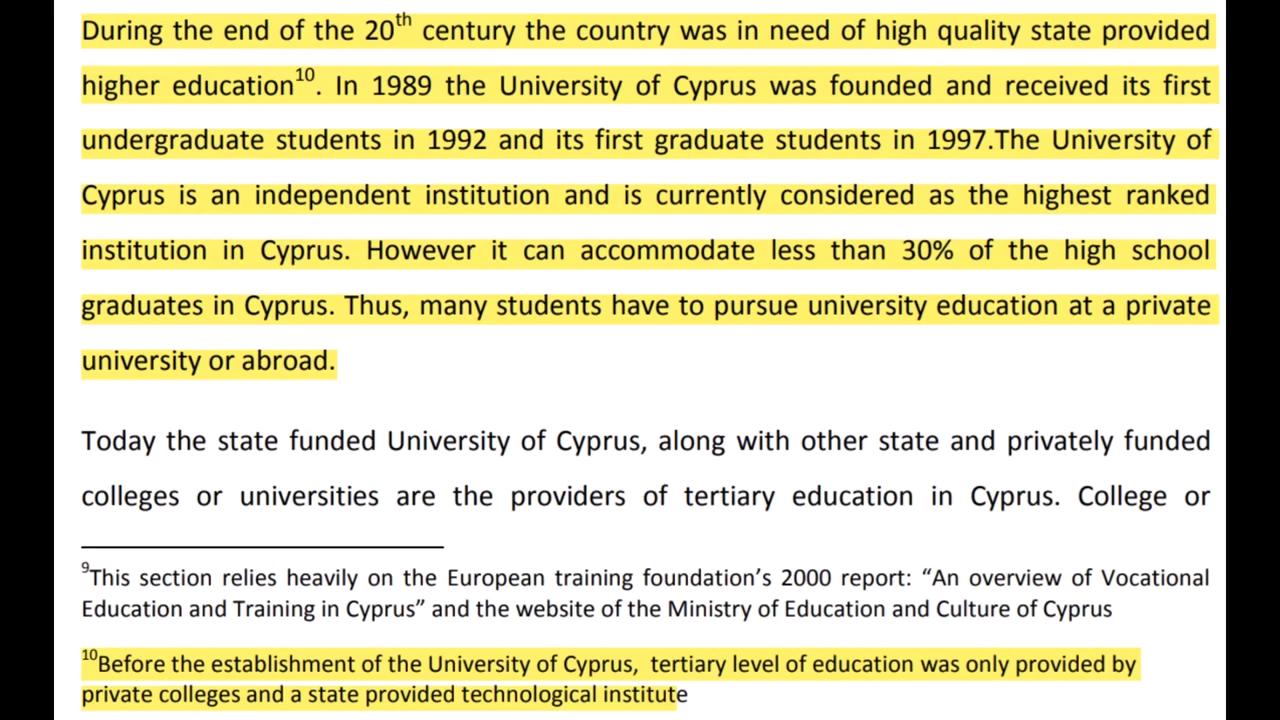 During the end of the 20th century the country was in need of high quality state provided
higher education10. In 1989 the University of Cyprus was founded and received its first
undergraduate students in 1992 and its first graduate students in 1997.The University of
Cyprus is an independent institution and is currently considered as the highest ranked
institution in Cyprus. However it can accommodate less than 30% of the high school
graduates in Cyprus. Thus, many students have to pursue university education at a private
university or abroad.
Today the state funded University of Cyprus, along with other state and privately funded
colleges or universities are the providers of tertiary education in Cyprus. College or
9This section relies heavily on the European training foundation’s 2000 report: “An overview of Vocational
Education and Training in Cyprus” and the website of the Ministry of Education and Culture of Cyprus
10Before the establishment of the University of Cyprus, tertiary level of education was only provided by
private colleges and a state provided technological institute